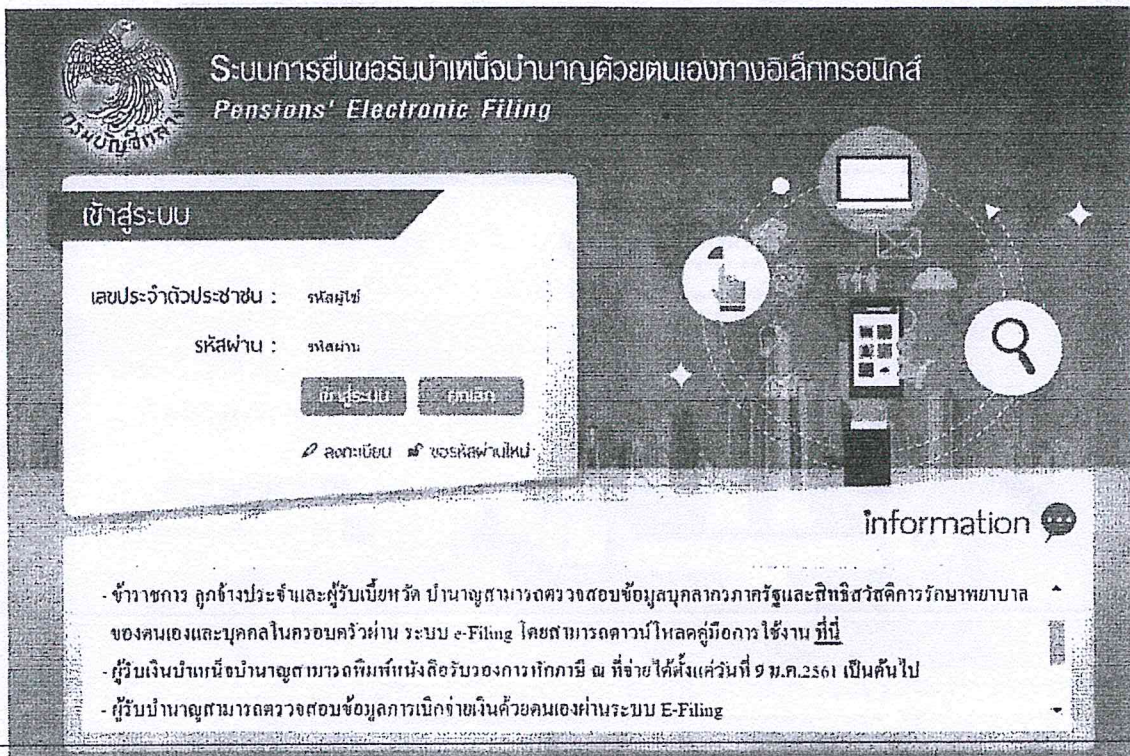 กรมบัญชีกลาง
ระบบการยื่นขอรับบำเหน็จบำนาญด้วยตนเองทางอิเล็กทรอนิกส์
Pensions' Electronic Filing
เข้าสู่ระบบ
เลขประจำตัวประชาชน : รหัสผู้ใช้
รหัสผ่าน : รหัสผ่าน
เข้าสู่ระบบ ยกเลิก
ลงทะเบียน ขอรหัสผ่านใหม่
information
- ข้าราชการ ลูกจ้างประจำและผู้รับเบี้ยหวัด บำนาญสามารถตรวจสอบข้อมูลบุคลากรภาครัฐและสิทธิสวัสดิการรักษาพยาบาล
ของตนเองและบุคคลในครอบครัวผ่าน ระบบ e-Filing โดยสามารถดาวน์โหลดคู่มือการใช้งาน ที่นี่
- ผู้รับเงินบำเหน็จบำนาญสามารถพิมพ์หนังสือรับรองการหักภาษี ณ ที่จ่าย ได้ตั้งแต่วันที่ 9 ม.ค.2561 เป็นต้นไป
- ผู้รับบำนาญสามารถตรวจสอบข้อมูลการเบิกจ่ายเงินด้วยตนเองผ่านระบบ E-Filing